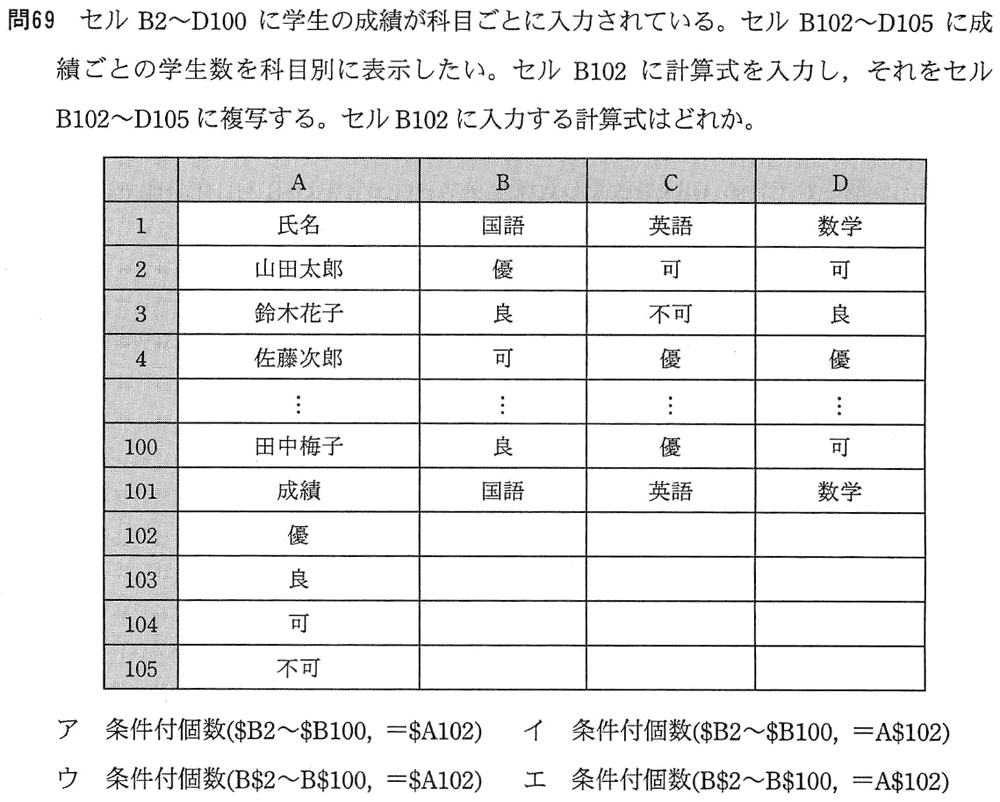 問69 セル B2～D100 に学生の成績が科目ごとに入力されている。セル B102～D105 に成
績ごとの学生数を科目別に表示したい。セル B102 に計算式を入力し，それをセル
B102～D105 に複写する。セル B102 に入力する計算式はどれか。
A B C D
1 氏名 国語 英語 数学
2 山田太郎 優 可 可
3 鈴木花子 良 不可 良
4 佐藤次郎 可 優 優
⋮ ⋮ ⋮ ⋮
100 田中梅子 良 優 可
101 成績 国語 英語 数学
102 優
103 良
104 可
105 不可
ア 条件付個数($B2～$B100, ＝$A102) イ 条件付個数($B2～$B100, ＝A$102)
ウ 条件付個数(B$2～B$100, ＝$A102) エ 条件付個数(B$2～B$100, ＝A$102)